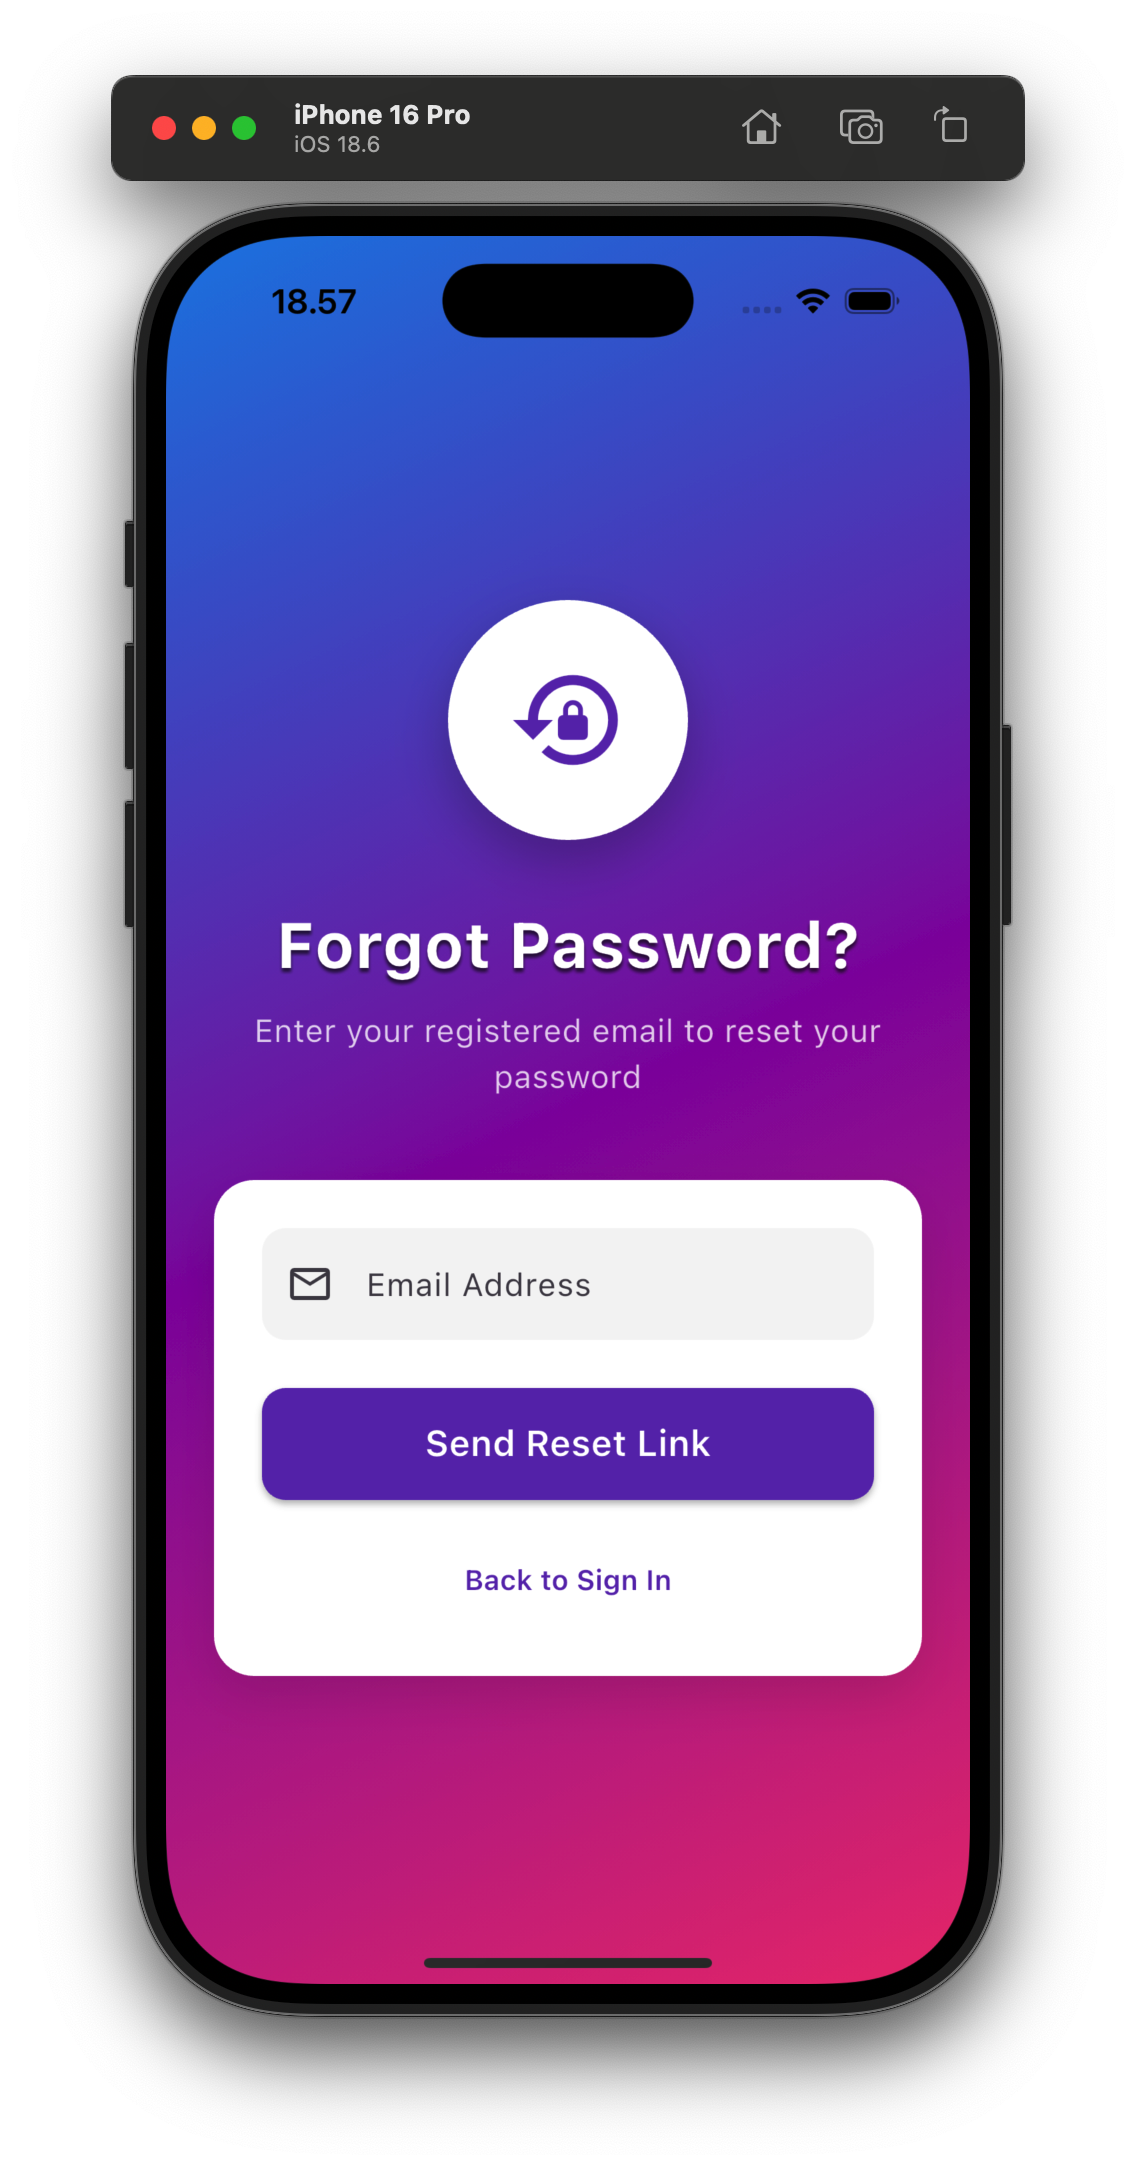 iPhone 16 Pro
iOS 18.6
18.57
Forgot Password?
Enter your registered email to reset your
password
Email Address
Send Reset Link
Back to Sign In